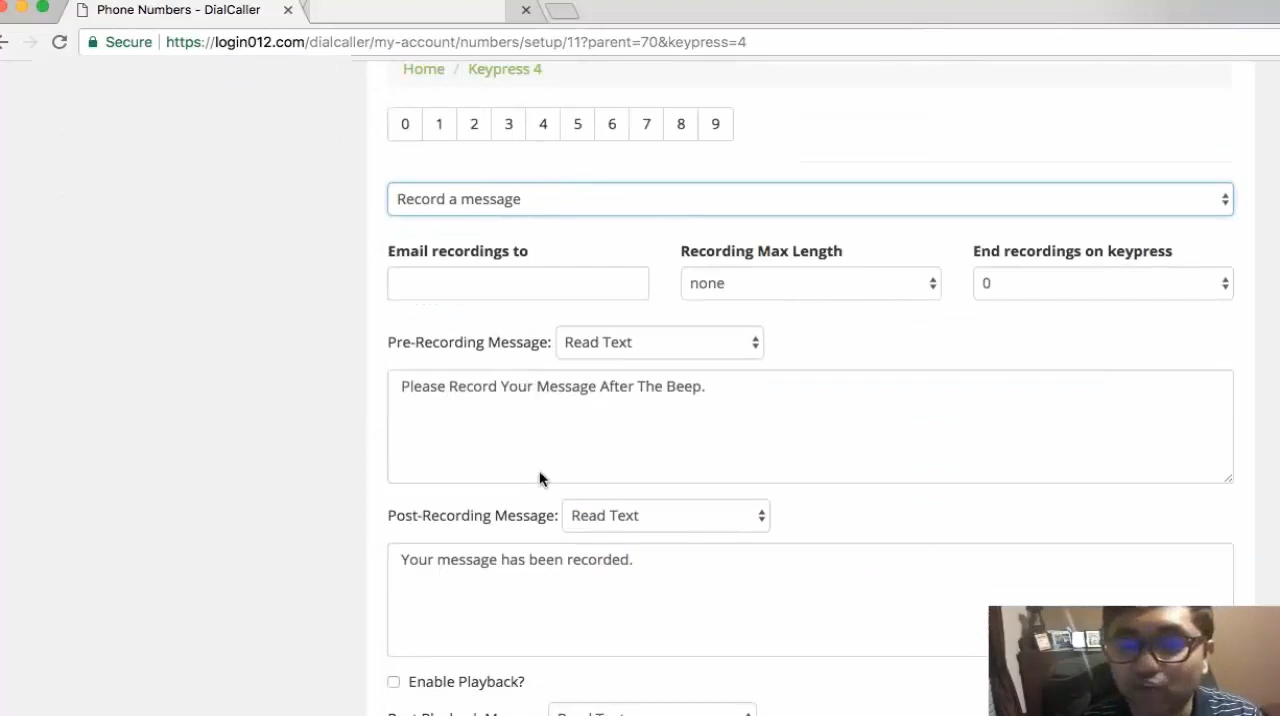 Phone Numbers - DialCaller
Secure https://login012.com/dialcaller/my-account/numbers/setup/11?parent=70&keypress=4
Home / Keypress 4
0 1 2 3 4 5 6 7 8 9
Record a message
Email recordings to Recording Max Length End recordings on keypress
none 0
Pre-Recording Message: Read Text
Please Record Your Message After The Beep.
Post-Recording Message: Read Text
Your message has been recorded.
Enable Playback?